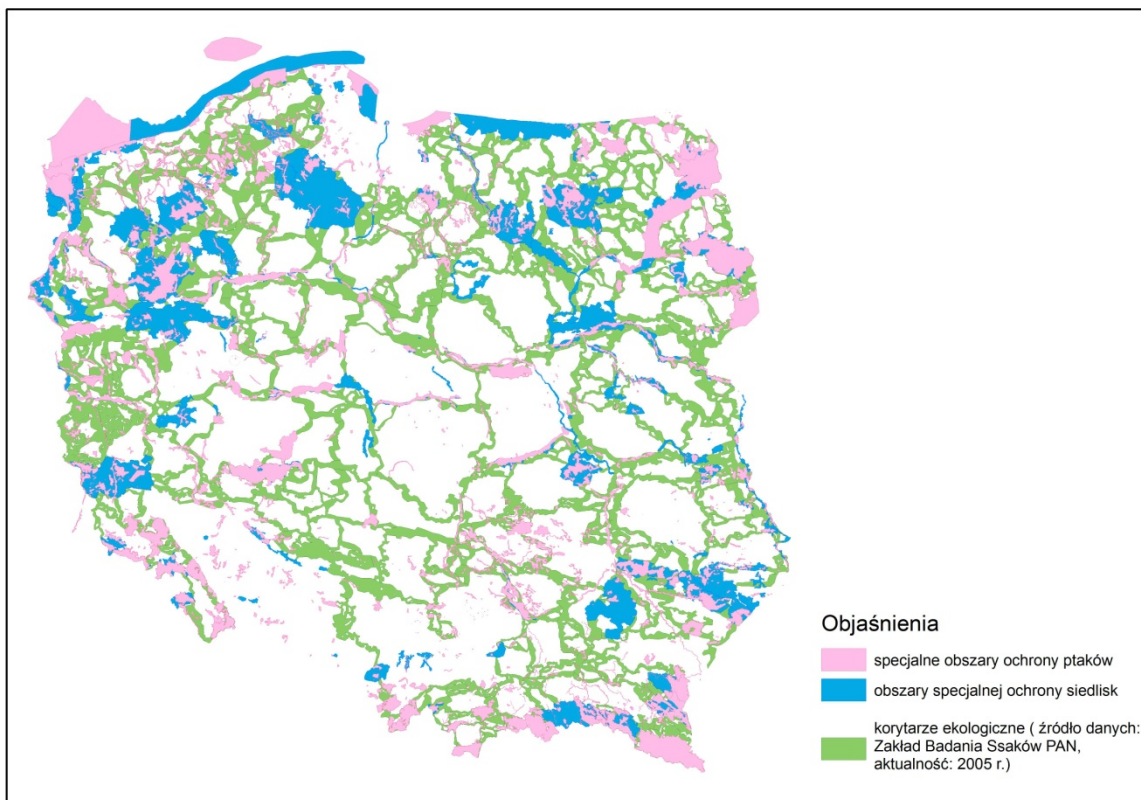 Objaśnienia
specjalne obszary ochrony ptaków
obszary specjalnej ochrony siedlisk
korytarze ekologiczne ( źródło danych:
Zakład Badania Ssaków PAN,
aktualność: 2005 r.)